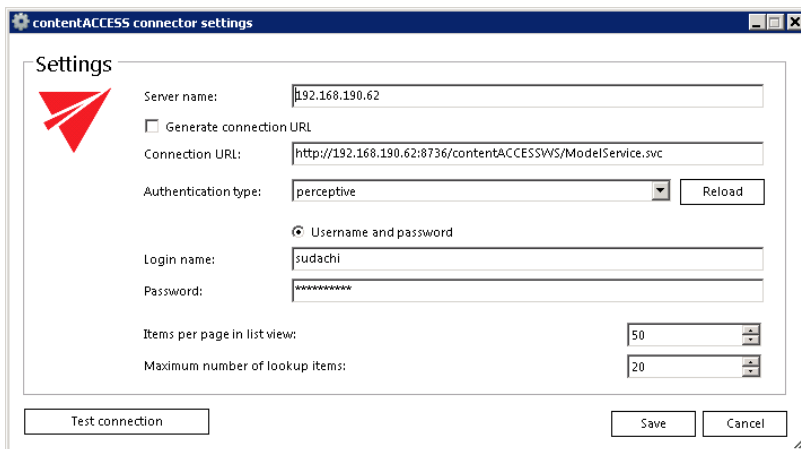 contentACCESS connector settings
Settings
Server name: 192.168.190.62
Generate connection URL
Connection URL: http://192.168.190.62:8736/contentACCESSWS/ModelService.svc
Authentication type: perceptive Reload
Username and password
Login name: sudachi
Password: **********
Items per page in list view: 50
Maximum number of lookup items: 20
Test connection Save Cancel